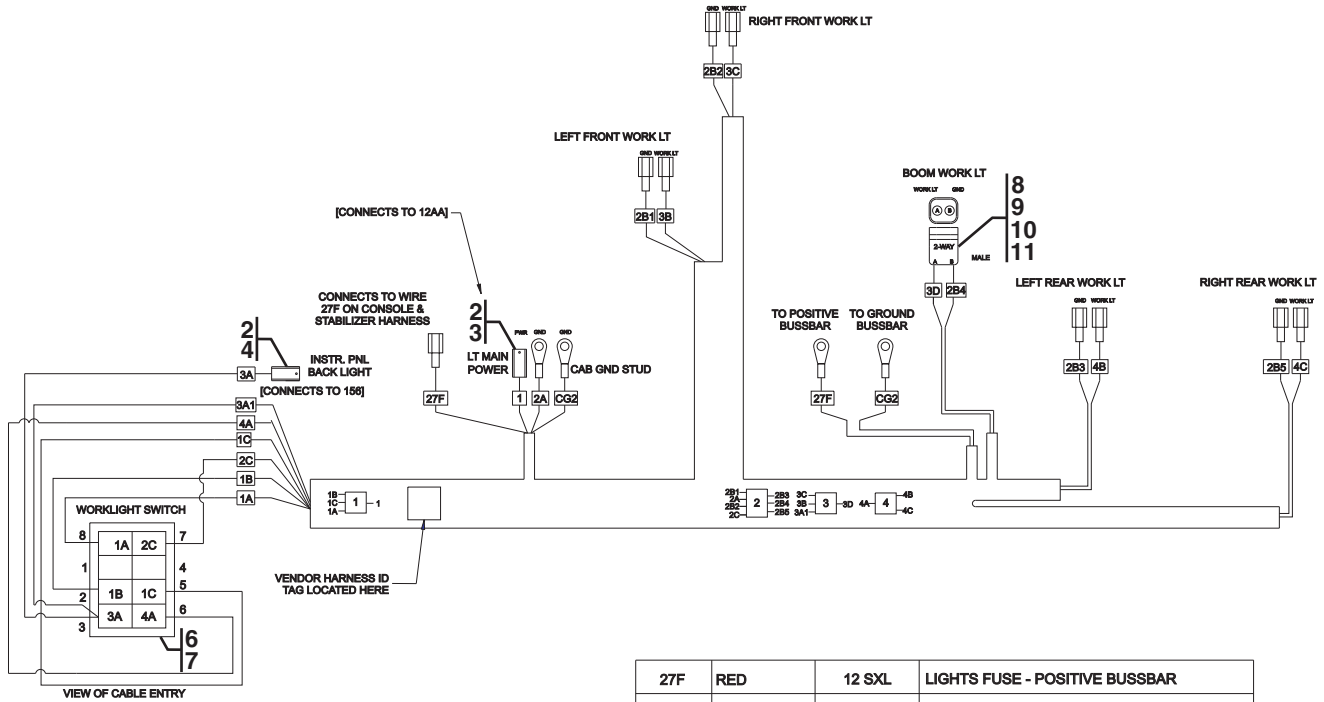 GND WORK LT
RIGHT FRONT WORK LT
2B2 3C
LEFT FRONT WORK LT
GND WORK LT
2B1 3B
BOOM WORK LT
WORK LT GND
A B
2-WAY
A B
MALE
3D 2B4
8
9
10
11
[CONNECTS TO 12AA]
LEFT REAR WORK LT
GND WORK LT
2B3 4B
RIGHT REAR WORK LT
GND WORK LT
2B5 4C
CONNECTS TO WIRE
27F ON CONSOLE &
STABILIZER HARNESS
27F
2
3
PWR GND GND
LT MAIN
POWER
CAB GND STUD
1 2A CG2
TO POSITIVE
BUSSBAR
27F
TO GROUND
BUSSBAR
CG2
2
4
INSTR. PNL
BACK LIGHT
3A
[CONNECTS TO 156]
3A1
4A
1C
2C
1B
1A
1B
1C
1A
1
1
2B1
2A
2B2
2C
2
2B3
2B4
2B5
3C
3B
3A1
3
3D
4A
4
4B
4C
WORKLIGHT SWITCH
8 1A 2C 7
1 4
2 1B 1C 5
3 3A 4A 6
6
7
VIEW OF CABLE ENTRY
VENDOR HARNESS ID
TAG LOCATED HERE
27F RED 12 SXL LIGHTS FUSE - POSITIVE BUSSBAR